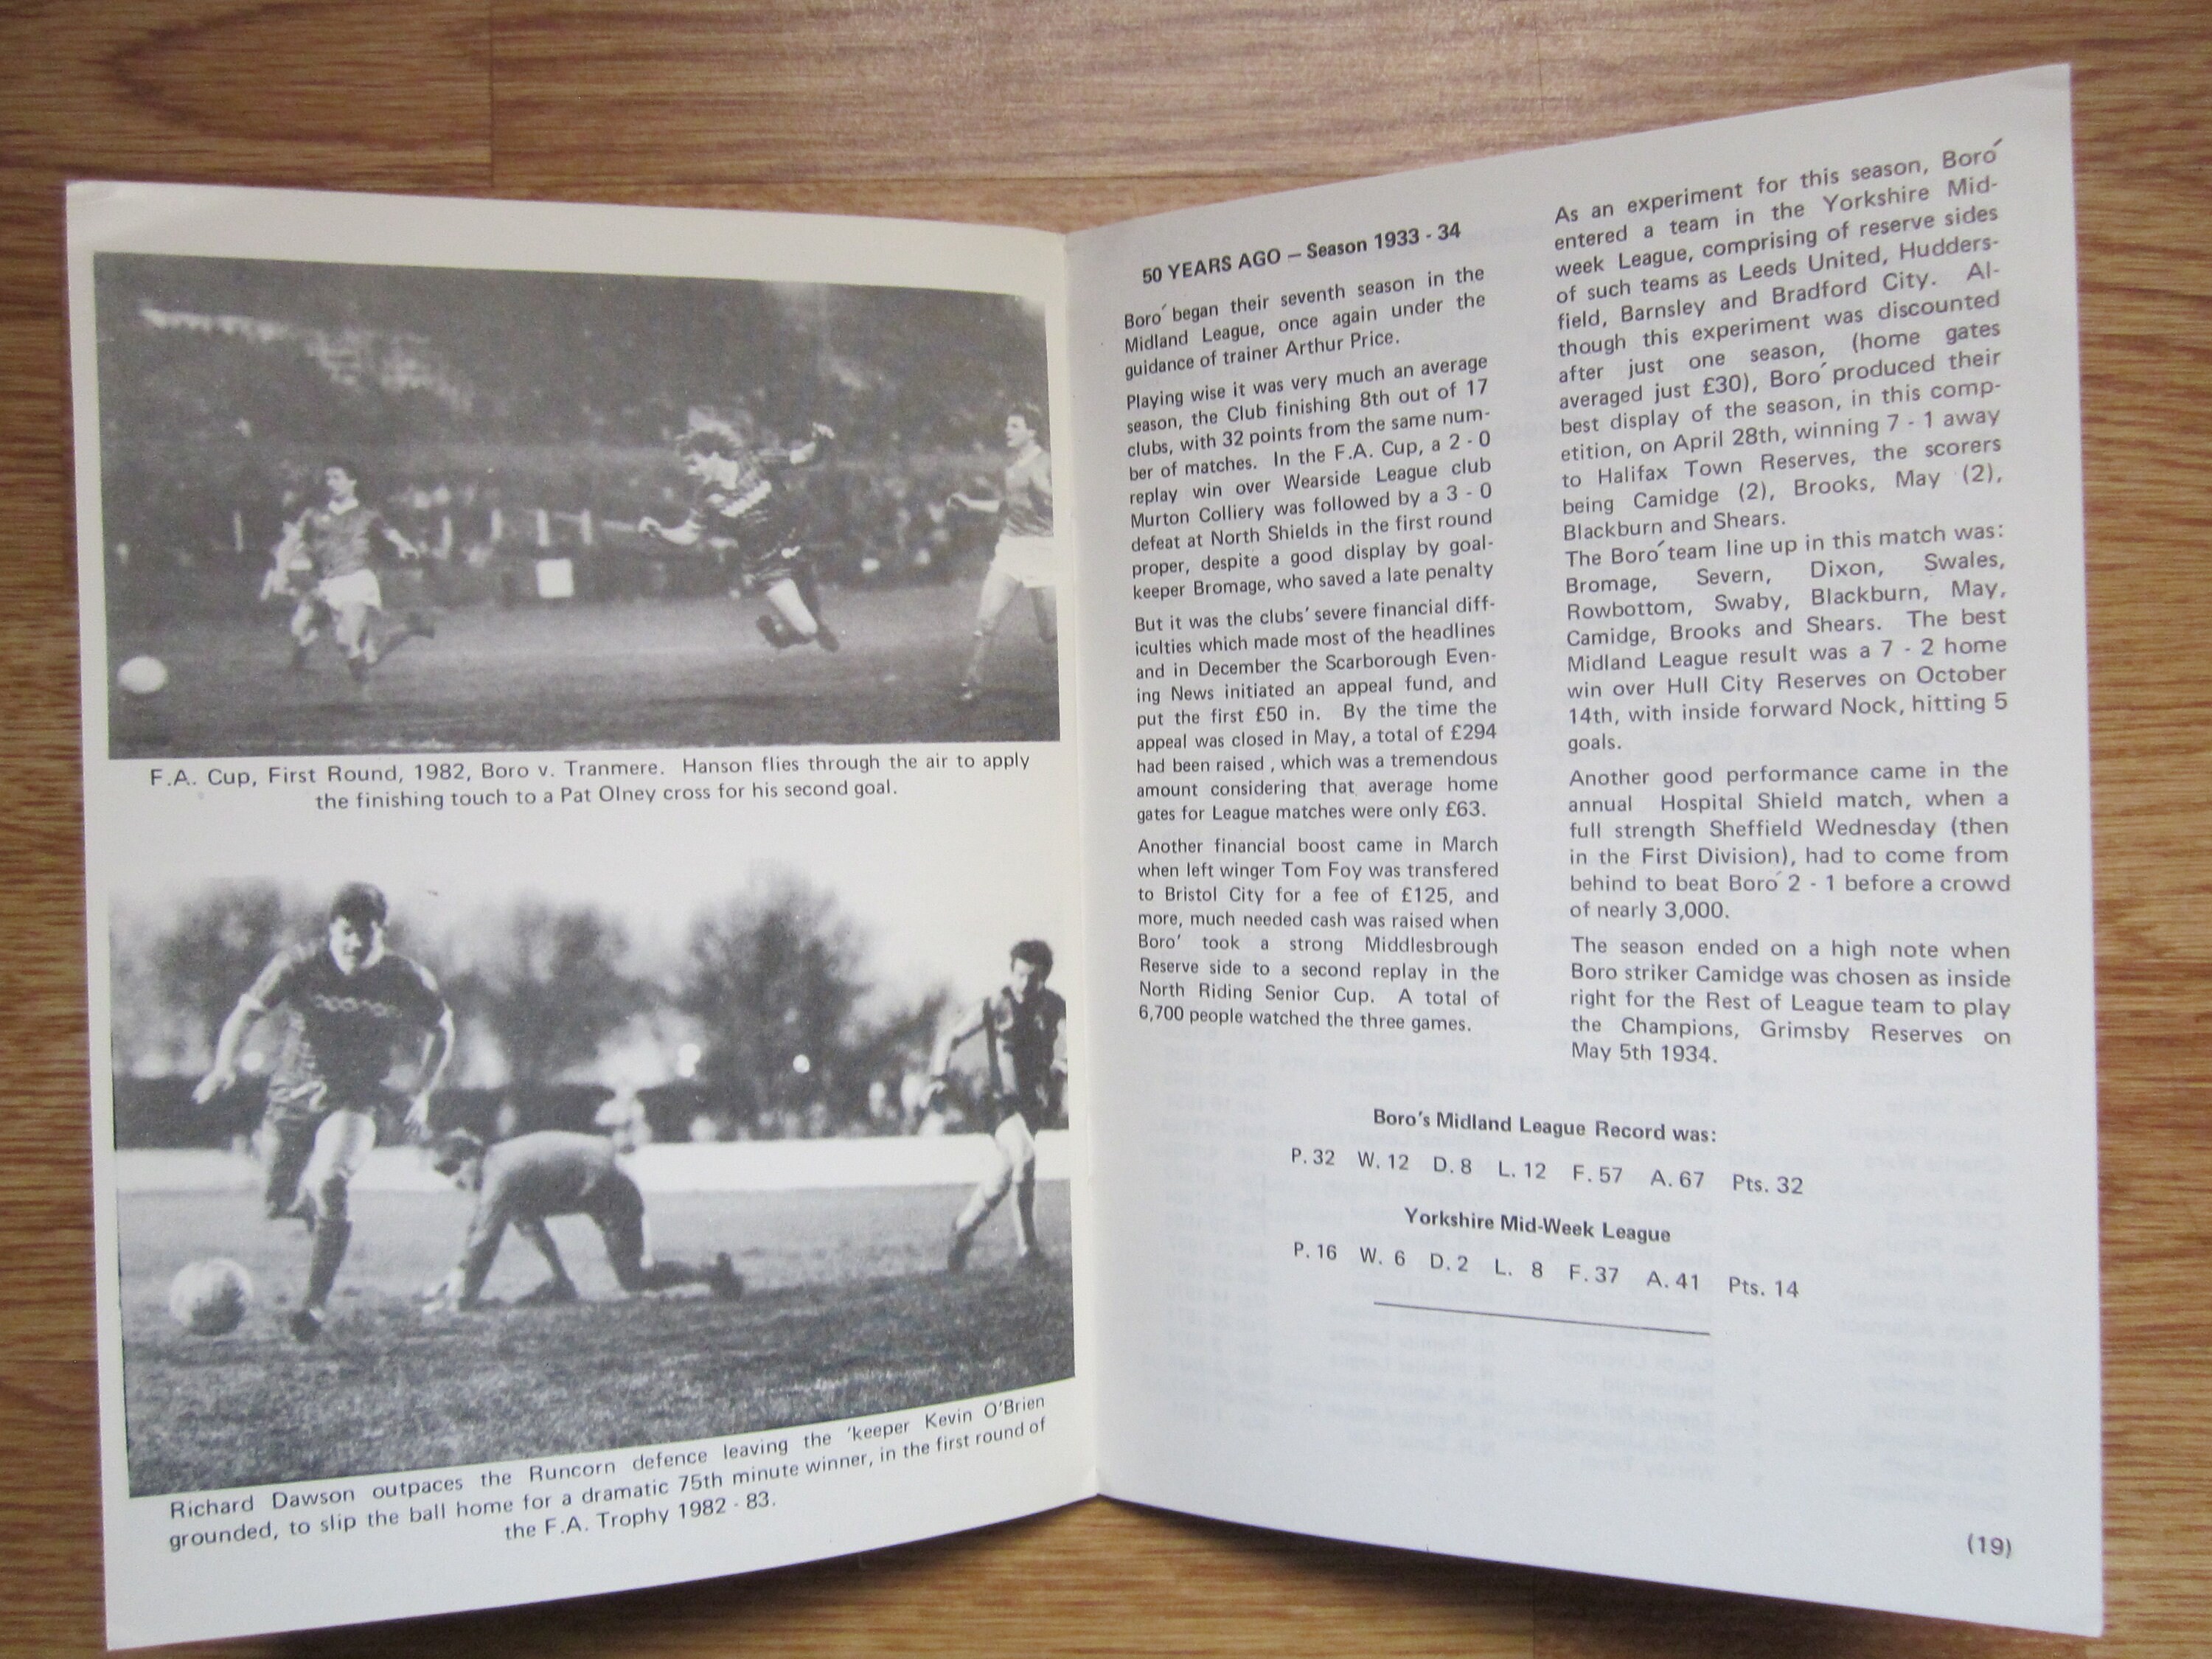 F.A. Cup, First Round, 1982, Boro v. Tranmere. Hanson flies through the air to apply
the finishing touch to a Pat Olney cross for his second goal.
Richard Dawson outpaces the Runcorn defence leaving the 'keeper Kevin O'Brien
grounded, to slip the ball home for a dramatic 75th minute winner, in the first round of
the F.A. Trophy 1982 - 83.
50 YEARS AGO – Season 1933 - 34
Boro' began their seventh season in the
Midland League, once again under the
guidance of trainer Arthur Price.
Playing wise it was very much an average
season, the Club finishing 8th out of 17
clubs, with 32 points from the same num-
ber of matches. In the F.A. Cup, a 2 - 0
replay win over Wearside League club
Murton Colliery was followed by a 3 - 0
defeat at North Shields in the first round
proper, despite a good display by goal-
keeper Bromage, who saved a late penalty
But it was the clubs' severe financial diff-
iculties which made most of the headlines
and in December the Scarborough Even-
ing News initiated an appeal fund, and
put the first £50 in. By the time the
appeal was closed in May, a total of £294
had been raised , which was a tremendous
amount considering that average home
gates for League matches were only £63.
Another financial boost came in March
when left winger Tom Foy was transfered
to Bristol City for a fee of £125, and
more, much needed cash was raised when
Boro' took a strong Middlesbrough
Reserve side to a second replay in the
North Riding Senior Cup. A total of
6,700 people watched the three games.
As an experiment for this season, Boro'
entered a team in the Yorkshire Mid-
week League, comprising of reserve sides
of such teams as Leeds United, Hudders-
field, Barnsley and Bradford City. Al-
though this experiment was discounted
after just one season, (home gates
averaged just £30), Boro' produced their
best display of the season, in this comp-
etition, on April 28th, winning 7 - 1 away
to Halifax Town Reserves, the scorers
being Camidge (2), Brooks, May (2),
Blackburn and Shears.
The Boro' team line up in this match was:
Bromage, Severn, Dixon, Swales,
Rowbottom, Swaby, Blackburn, May,
Camidge, Brooks and Shears. The best
Midland League result was a 7 - 2 home
win over Hull City Reserves on October
14th, with inside forward Nock, hitting 5
goals.
Another good performance came in the
annual Hospital Shield match, when a
full strength Sheffield Wednesday (then
in the First Division), had to come from
behind to beat Boro' 2 - 1 before a crowd
of nearly 3,000.
The season ended on a high note when
Boro striker Camidge was chosen as inside
right for the Rest of League team to play
the Champions, Grimsby Reserves on
May 5th 1934.
Boro's Midland League Record was:
P. 32 W. 12 D. 8 L. 12 F. 57 A. 67 Pts. 32
Yorkshire Mid-Week League
P. 16 W. 6 D. 2 L. 8 F. 37 A. 41 Pts. 14
(19)